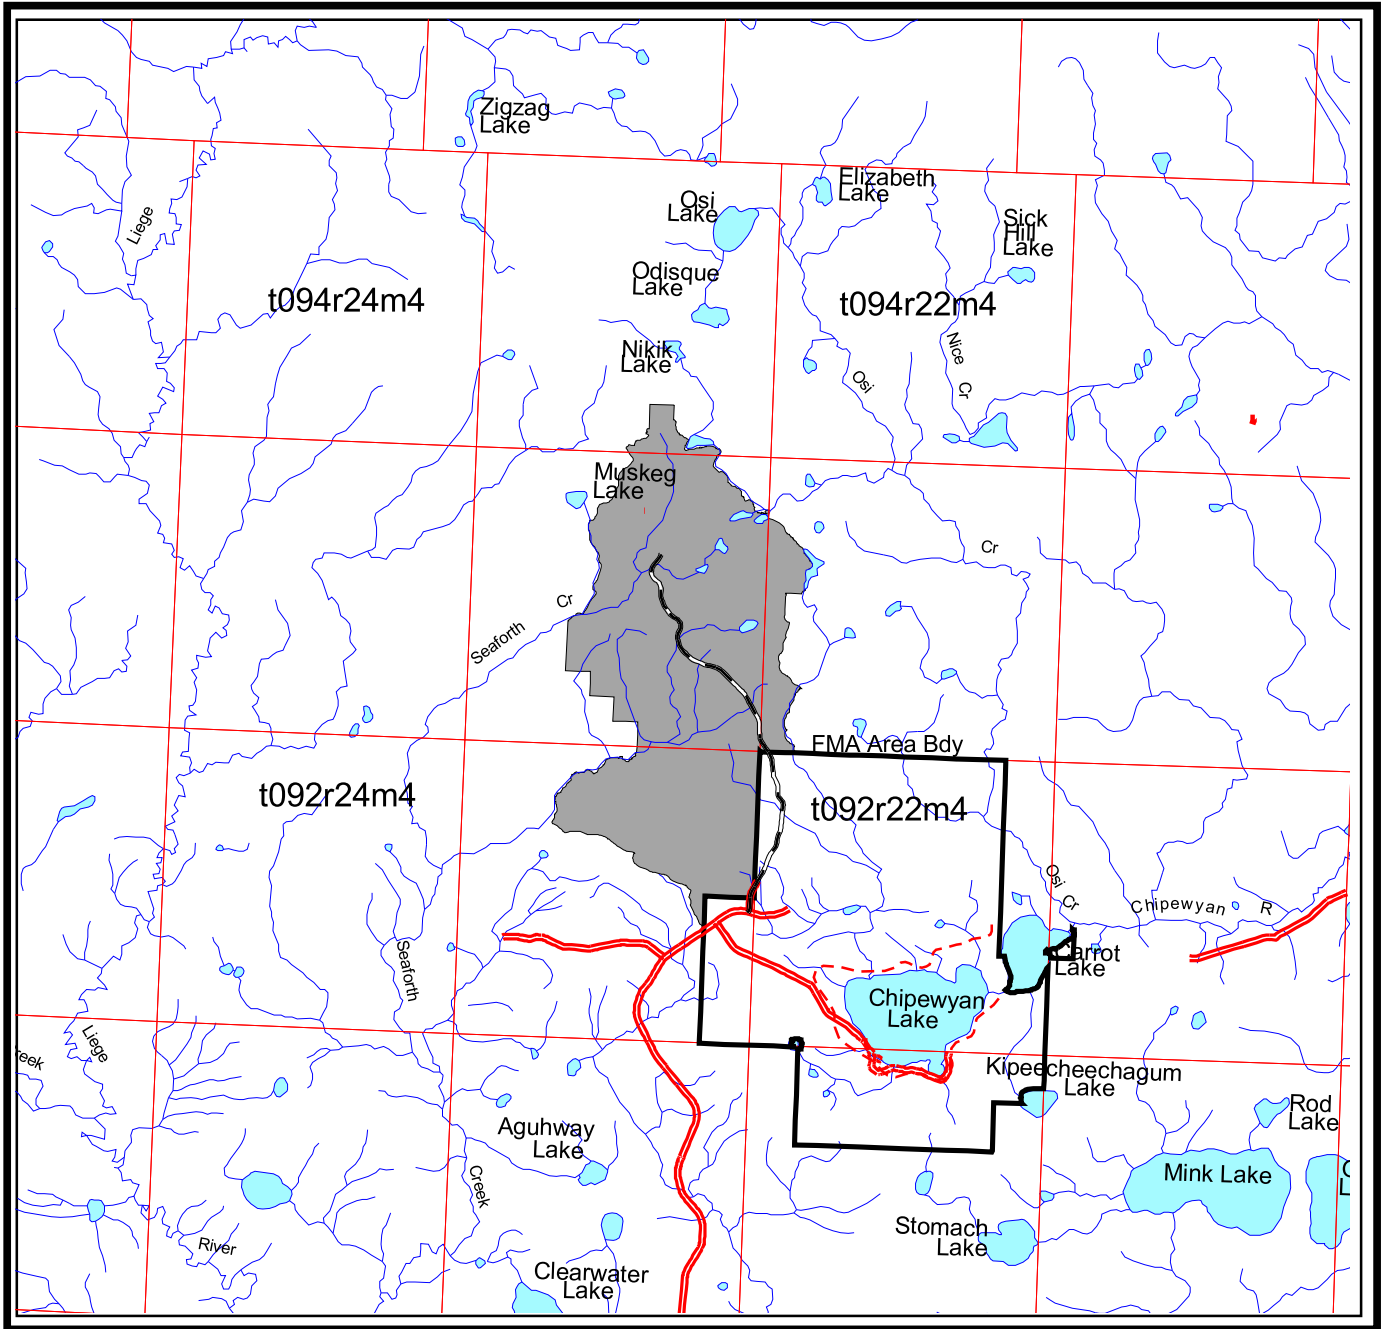 Zigzag
Lake
Elizabeth
Lake
Osi
Lake
Sick
Hill
Lake
Liege
Odisque
Lake
t094r24m4
t094r22m4
Nikik
Lake
Nice
Cr
Osi
Muskeg
Lake
Cr
Cr
Seaforth
FMA Area Bdy
t092r24m4
t092r22m4
Osi
Cr
Chipewyan
R
Seaforth
Carrot
Lake
Chipewyan
Lake
Liege
reek
Kipeecheechagum
Lake
Rod
Lake
Aguhway
Lake
Mink Lake
Creek
Stomach
Lake
River
Clearwater
Lake